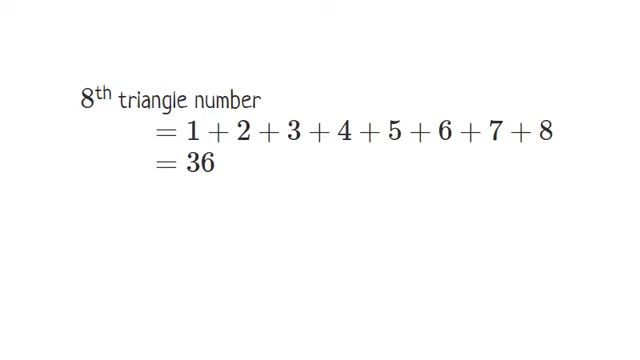 8th triangle number
= 1 + 2 + 3 + 4 + 5 + 6 + 7 + 8
= 36